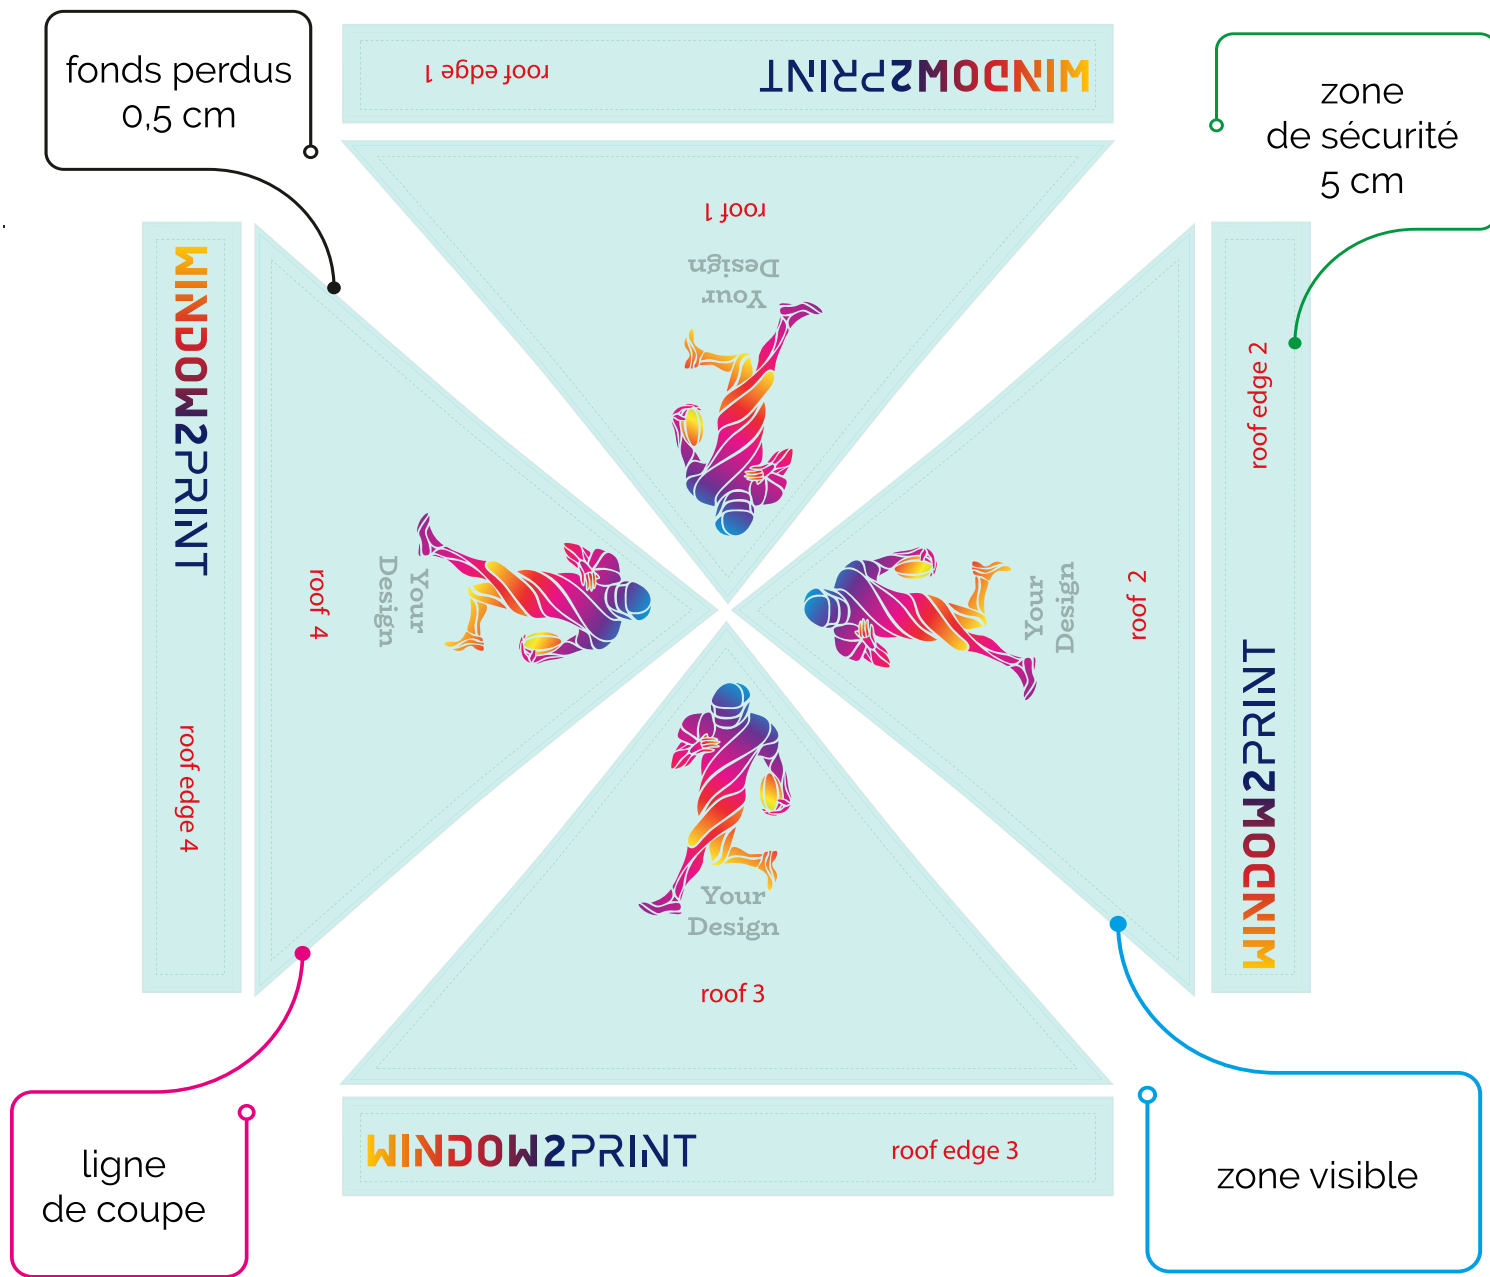 fonds perdus
0,5 cm
roof edge 1
WINDOW2PRINT
zone
de sécurité
5 cm
roof 1
Your
Design
WINDOW2PRINT
roof edge 4
roof 4
Your
Design
Your
Design
roof 2
roof edge 2
WINDOW2PRINT
Your
Design
roof 3
WINDOW2PRINT
roof edge 3
ligne
de coupe
zone visible